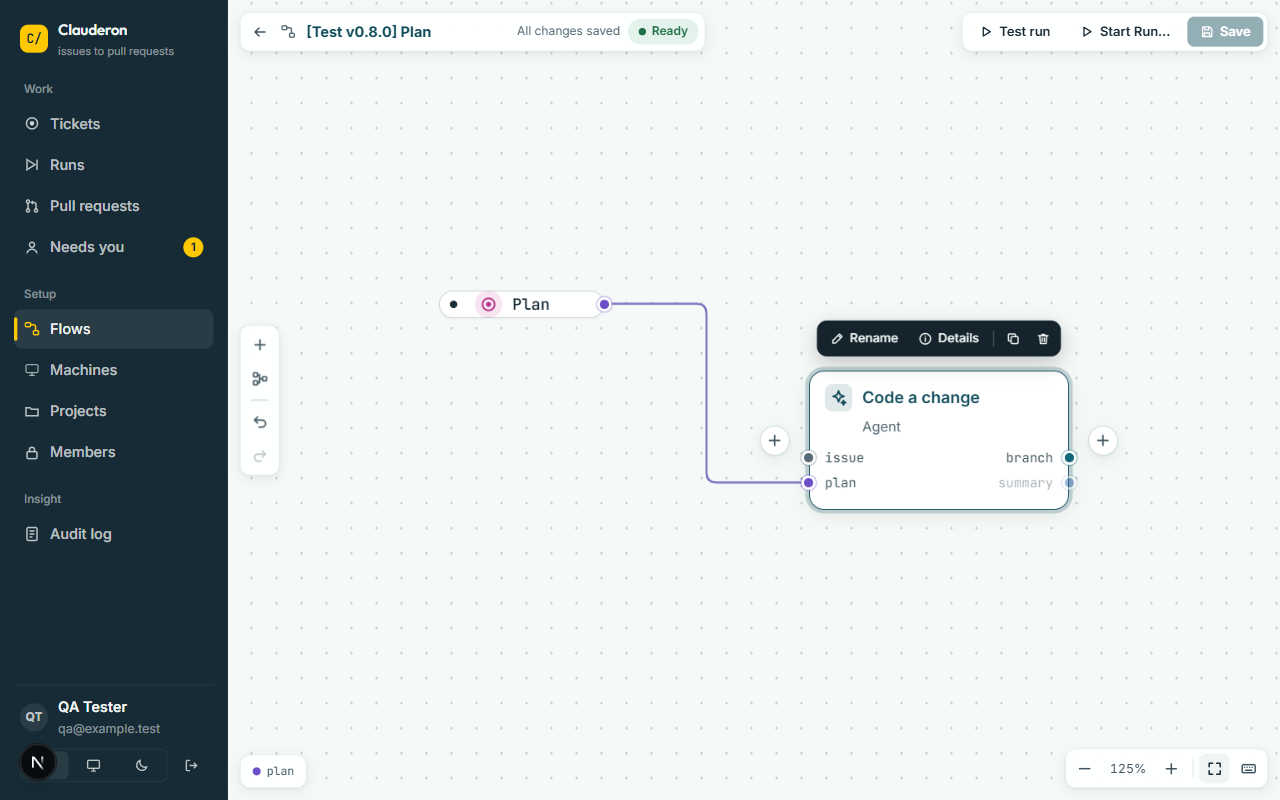 C/ Clauderon
issues to pull requests
Work
Tickets
Runs
Pull requests
Needs you 1
Setup
Flows
Machines
Projects
Members
Insight
Audit log
QT QA Tester
qa@example.test
N
[Test v0.8.0] Plan All changes saved Ready
Test run Start Run... Save
Plan
Rename Details
Code a change
Agent
issue branch
plan summary
plan
125%